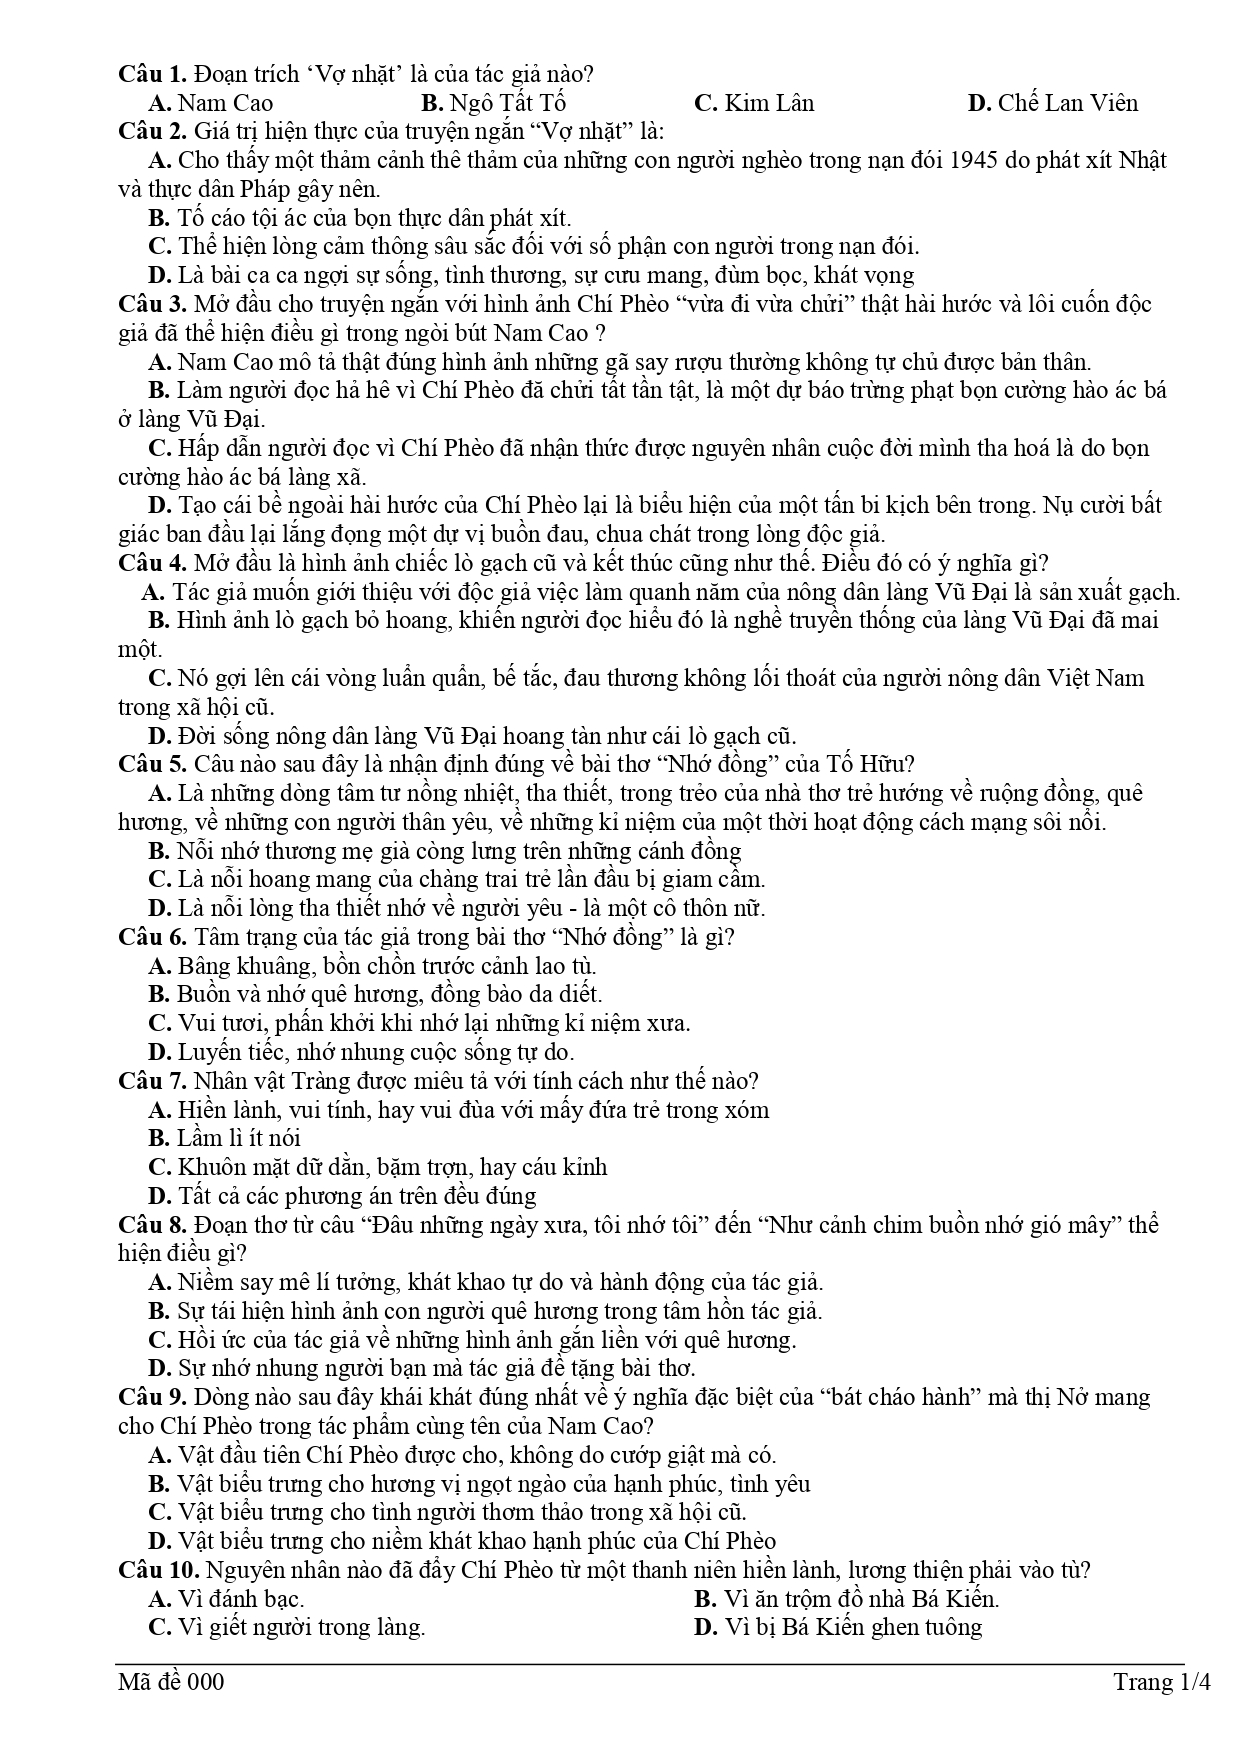 Câu 1. Đoạn trích ‘Vợ nhặt’ là của tác giả nào?
A. Nam Cao B. Ngô Tất Tố C. Kim Lân D. Chế Lan Viên
Câu 2. Giá trị hiện thực của truyện ngắn “Vợ nhặt” là:
A. Cho thấy một thảm cảnh thê thảm của những con người nghèo trong nạn đói 1945 do phát xít Nhật
và thực dân Pháp gây nên.
B. Tố cáo tội ác của bọn thực dân phát xít.
C. Thể hiện lòng cảm thông sâu sắc đối với số phận con người trong nạn đói.
D. Là bài ca ca ngợi sự sống, tình thương, sự cưu mang, đùm bọc, khát vọng
Câu 3. Mở đầu cho truyện ngắn với hình ảnh Chí Phèo “vừa đi vừa chửi” thật hài hước và lôi cuốn độc
giả đã thể hiện điều gì trong ngòi bút Nam Cao ?
A. Nam Cao mô tả thật đúng hình ảnh những gã say rượu thường không tự chủ được bản thân.
B. Làm người đọc hả hê vì Chí Phèo đã chửi tất tần tật, là một dự báo trừng phạt bọn cường hào ác bá
ở làng Vũ Đại.
C. Hấp dẫn người đọc vì Chí Phèo đã nhận thức được nguyên nhân cuộc đời mình tha hoá là do bọn
cường hào ác bá làng xã.
D. Tạo cái bề ngoài hài hước của Chí Phèo lại là biểu hiện của một tấn bi kịch bên trong. Nụ cười bất
giác ban đầu lại lắng đọng một dự vị buồn đau, chua chát trong lòng độc giả.
Câu 4. Mở đầu là hình ảnh chiếc lò gạch cũ và kết thúc cũng như thế. Điều đó có ý nghĩa gì?
A. Tác giả muốn giới thiệu với độc giả việc làm quanh năm của nông dân làng Vũ Đại là sản xuất gạch.
B. Hình ảnh lò gạch bỏ hoang, khiến người đọc hiểu đó là nghề truyền thống của làng Vũ Đại đã mai
một.
C. Nó gợi lên cái vòng luẩn quẩn, bế tắc, đau thương không lối thoát của người nông dân Việt Nam
trong xã hội cũ.
D. Đời sống nông dân làng Vũ Đại hoang tàn như cái lò gạch cũ.
Câu 5. Câu nào sau đây là nhận định đúng về bài thơ “Nhớ đồng” của Tố Hữu?
A. Là những dòng tâm tư nồng nhiệt, tha thiết, trong trẻo của nhà thơ trẻ hướng về ruộng đồng, quê
hương, về những con người thân yêu, về những kỉ niệm của một thời hoạt động cách mạng sôi nổi.
B. Nỗi nhớ thương mẹ già còng lưng trên những cánh đồng
C. Là nỗi hoang mang của chàng trai trẻ lần đầu bị giam cầm.
D. Là nỗi lòng tha thiết nhớ về người yêu - là một cô thôn nữ.
Câu 6. Tâm trạng của tác giả trong bài thơ “Nhớ đồng” là gì?
A. Bâng khuâng, bồn chồn trước cảnh lao tù.
B. Buồn và nhớ quê hương, đồng bào da diết.
C. Vui tươi, phấn khởi khi nhớ lại những kỉ niệm xưa.
D. Luyến tiếc, nhớ nhung cuộc sống tự do.
Câu 7. Nhân vật Tràng được miêu tả với tính cách như thế nào?
A. Hiền lành, vui tính, hay vui đùa với mấy đứa trẻ trong xóm
B. Lầm lì ít nói
C. Khuôn mặt dữ dằn, bặm trợn, hay cáu kỉnh
D. Tất cả các phương án trên đều đúng
Câu 8. Đoạn thơ từ câu “Đâu những ngày xưa, tôi nhớ tôi” đến “Như cảnh chim buồn nhớ gió mây” thể
hiện điều gì?
A. Niềm say mê lí tưởng, khát khao tự do và hành động của tác giả.
B. Sự tái hiện hình ảnh con người quê hương trong tâm hồn tác giả.
C. Hồi ức của tác giả về những hình ảnh gắn liền với quê hương.
D. Sự nhớ nhung người bạn mà tác giả đề tặng bài thơ.
Câu 9. Dòng nào sau đây khái khát đúng nhất về ý nghĩa đặc biệt của “bát cháo hành” mà thị Nở mang
cho Chí Phèo trong tác phẩm cùng tên của Nam Cao?
A. Vật đầu tiên Chí Phèo được cho, không do cướp giật mà có.
B. Vật biểu trưng cho hương vị ngọt ngào của hạnh phúc, tình yêu
C. Vật biểu trưng cho tình người thơm thảo trong xã hội cũ.
D. Vật biểu trưng cho niềm khát khao hạnh phúc của Chí Phèo
Câu 10. Nguyên nhân nào đã đẩy Chí Phèo từ một thanh niên hiền lành, lương thiện phải vào tù?
A. Vì đánh bạc. B. Vì ăn trộm đồ nhà Bá Kiến.
C. Vì giết người trong làng. D. Vì bị Bá Kiến ghen tuông
Mã đề 000 Trang 1/4